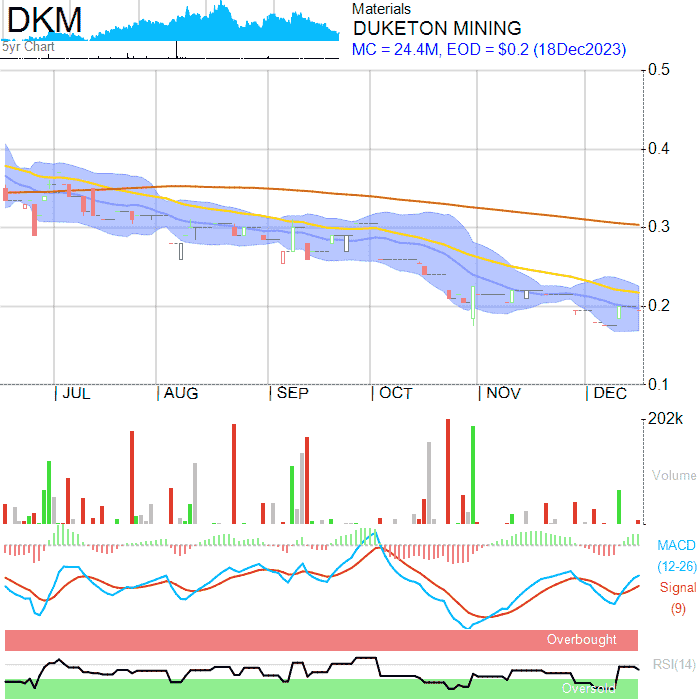 DKM
5yr Chart
Materials
DUKETON MINING
MC = 24.4M, EOD = $0.2 (18Dec2023)
0.5
0.4
0.3
0.2
0.1
JUL AUG SEP OCT NOV DEC
202k
Volume
MACD
(12-26)
Signal
(9)
Overbought
RSI(14)
Oversold